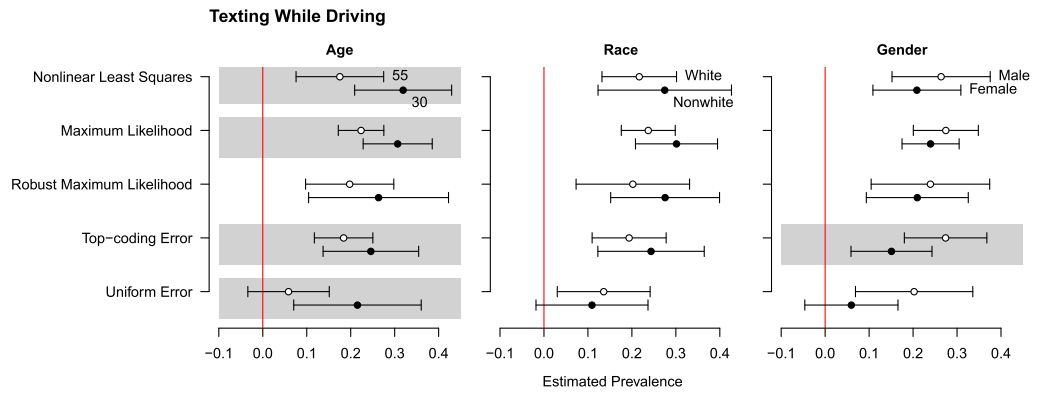 Texting While Driving
Age
Race
Gender
Nonlinear Least Squares
Maximum Likelihood
Robust Maximum Likelihood
Top−coding Error
Uniform Error
55
30
White
Nonwhite
Male
Female
−0.1 0.0 0.1 0.2 0.3 0.4
−0.1 0.0 0.1 0.2 0.3 0.4
−0.1 0.0 0.1 0.2 0.3 0.4
Estimated Prevalence